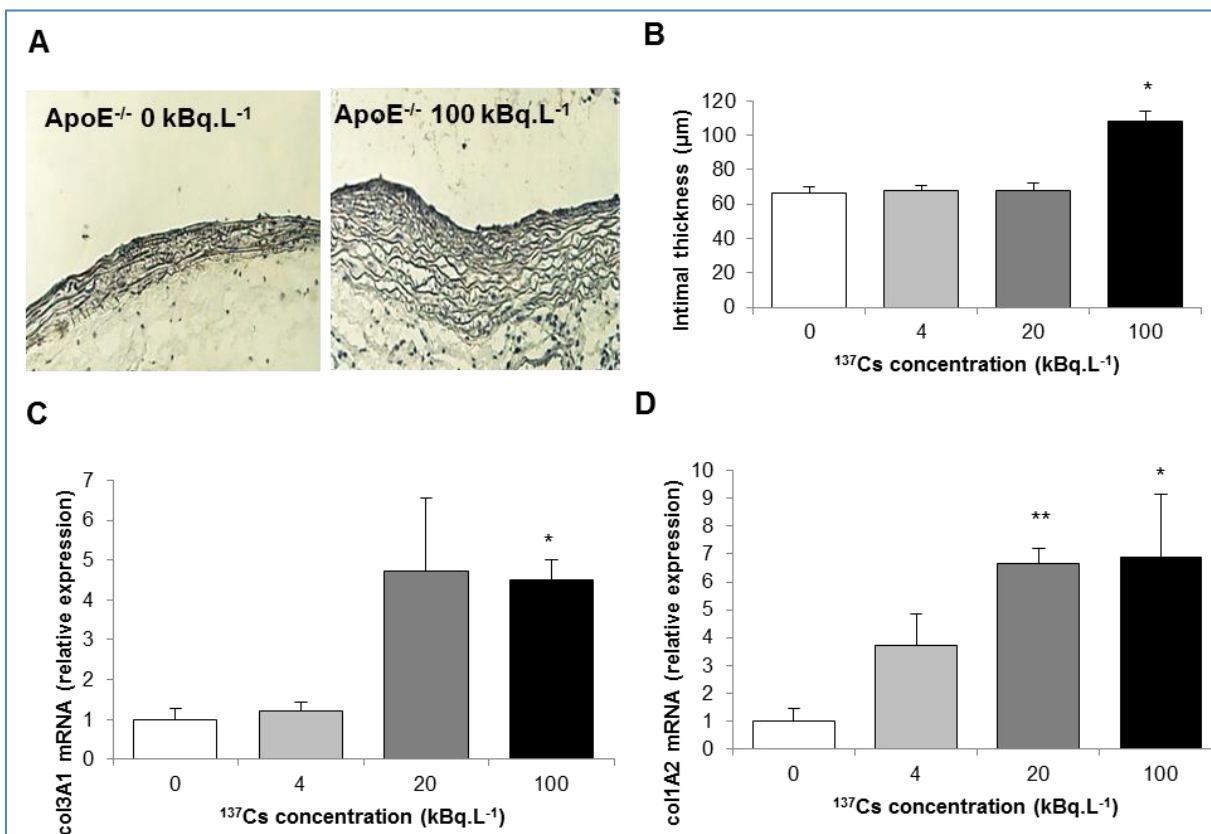 A
ApoE-/- 0 kBq.L-1
ApoE-/- 100 kBq.L-1
B
Intimal thickness (µm)
120
100
80
60
40
20
0
*
0 4 20 100
137Cs concentration (kBq.L-1)
C
col3A1 mRNA (relative expression)
7
6
5
4
3
2
1
0
*
0 4 20 100
137Cs concentration (kBq.L-1)
D
col1A2 mRNA (relative expression)
10
9
8
7
6
5
4
3
2
1
0
**
*
0 4 20 100
137Cs concentration (kBq.L-1)